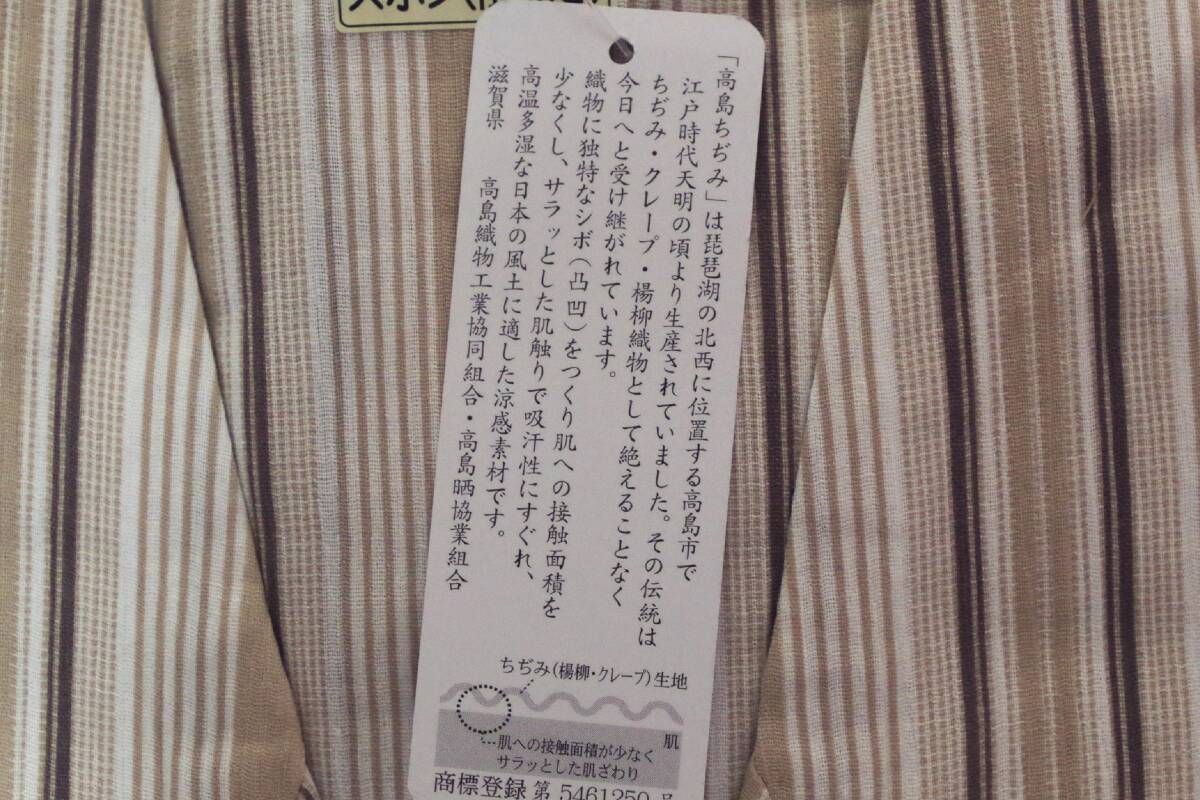 「高島ちぢみ」は琵琶湖の北西に位置する高島市で
江戸時代天明の頃より生産されていました。その伝統は
ちぢみ・クレープ・楊柳織物として絶えることなく
今日へと受け継がれています。
織物に独特なシボ（凸凹）をつくり肌への接触面積を
少なくし、サラッとした肌触りで吸汗性にすぐれ、
高温多湿な日本の風土に適した涼感素材です。
滋賀県　高島織物工業協同組合・高島晒協業組合
ちぢみ（楊柳・クレープ）生地
肌
肌への接触面積が少なく
サラッとした肌ざわり
商標登録 第5461250号